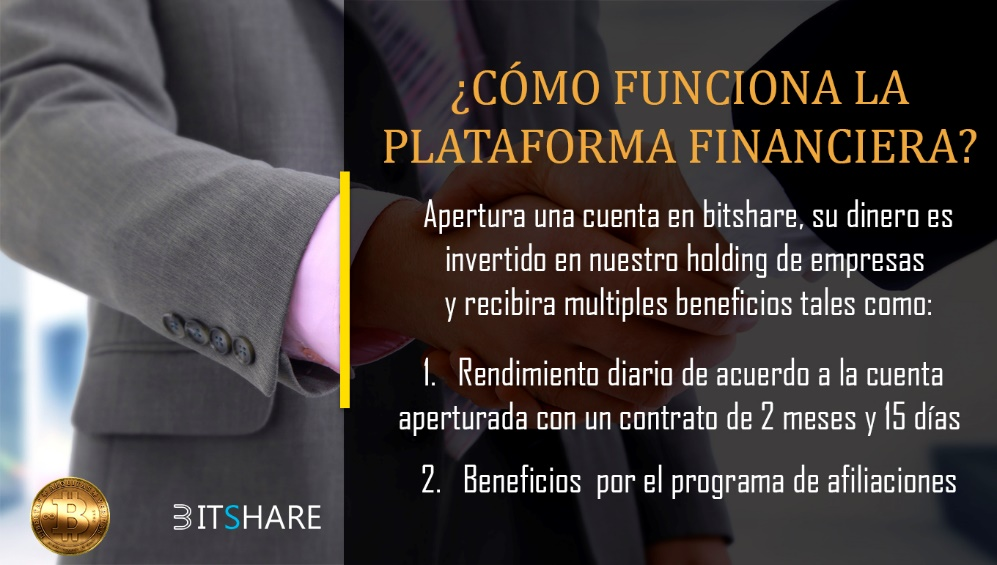 ¿CÓMO FUNCIONA LA
PLATAFORMA FINANCIERA?
Apertura una cuenta en bitshare, su dinero es
invertido en nuestro holding de empresas
y recibira multiples beneficios tales como:
1. Rendimiento diario de acuerdo a la cuenta
aperturada con un contrato de 2 meses y 15 días
2. Beneficios por el programa de afiliaciones
BITSHARE